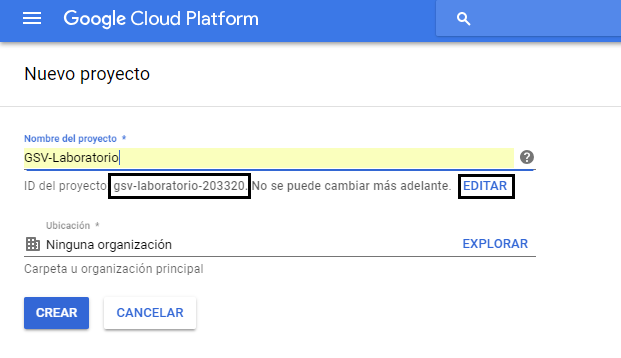 Google Cloud Platform
Nuevo proyecto
Nombre del proyecto *
GSV-Laboratorio
ID del proyecto gsv-laboratorio-203320. No se puede cambiar más adelante. EDITAR
Ubicación *
Ninguna organización EXPLORAR
Carpeta u organización principal
CREAR CANCELAR